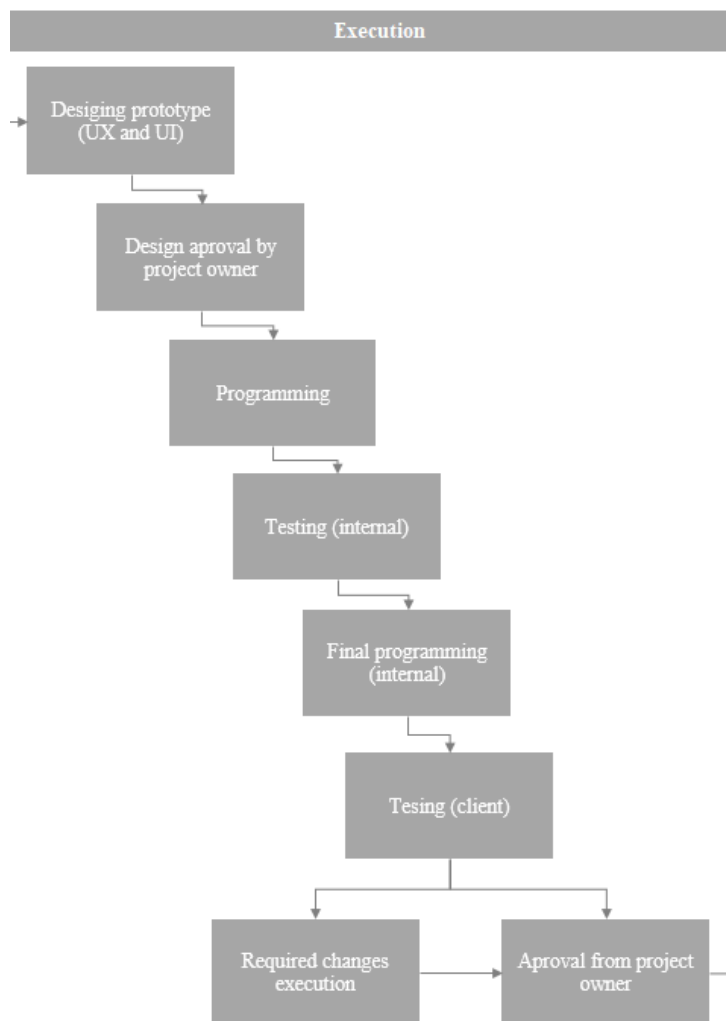 Execution
Desiging prototype
(UX and UI)
Design aproval by
project owner
Programming
Testing (internal)
Final programming
(internal)
Tesing (client)
Required changes
execution
Aproval from project
owner